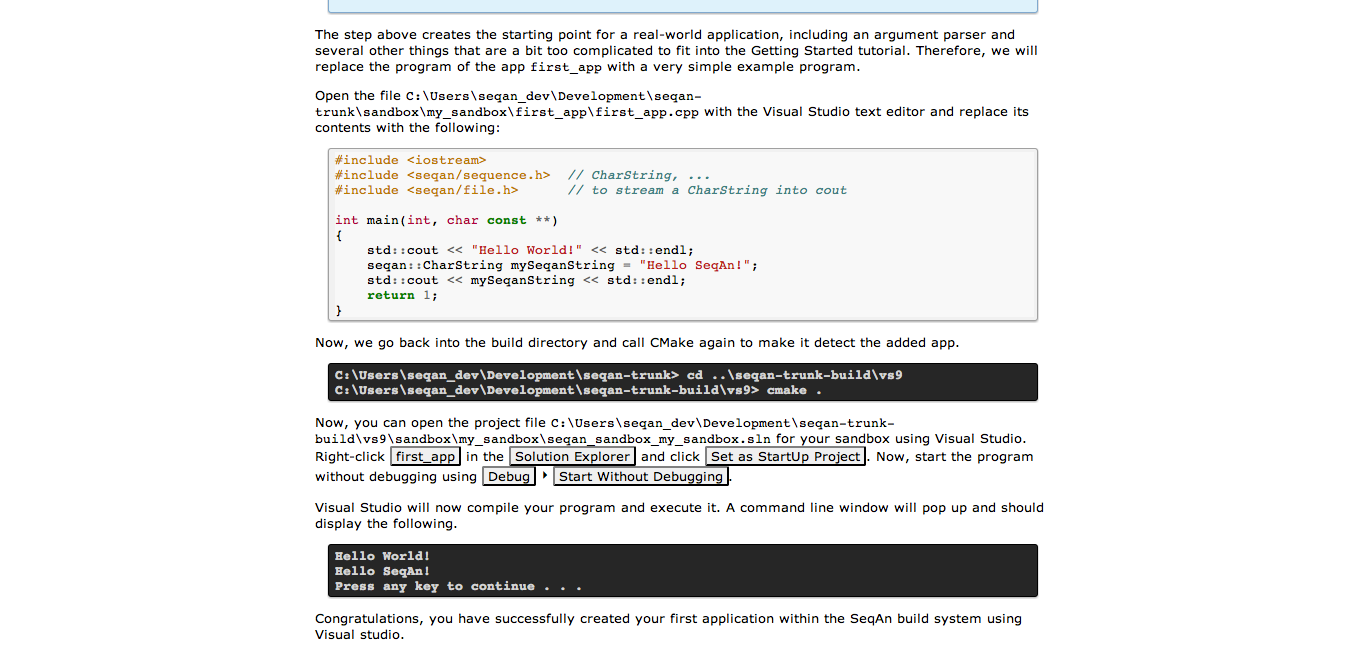 The step above creates the starting point for a real-world application, including an argument parser and
several other things that are a bit too complicated to fit into the Getting Started tutorial. Therefore, we will
replace the program of the app first_app with a very simple example program.
Open the file C:\Users\seqan_dev\Development\seqan-
trunk\sandbox\my_sandbox\first_app\first_app.cpp with the Visual Studio text editor and replace its
contents with the following:
#include <iostream>
#include <seqan/sequence.h>  // CharString, ...
#include <seqan/file.h>      // to stream a CharString into cout
int main(int, char const **)
{
    std::cout << "Hello World!" << std::endl;
    seqan::CharString mySeqanString = "Hello SeqAn!";
    std::cout << mySeqanString << std::endl;
    return 1;
}
Now, we go back into the build directory and call CMake again to make it detect the added app.
C:\Users\seqan_dev\Development\seqan-trunk> cd ..\seqan-trunk-build\vs9
C:\Users\seqan_dev\Development\seqan-trunk-build\vs9> cmake .
Now, you can open the project file C:\Users\seqan_dev\Development\seqan-trunk-
build\vs9\sandbox\my_sandbox\seqan_sandbox_my_sandbox.sln for your sandbox using Visual Studio.
Right-click first_app in the Solution Explorer and click Set as StartUp Project. Now, start the program
without debugging using Debug ‣ Start Without Debugging.
Visual Studio will now compile your program and execute it. A command line window will pop up and should
display the following.
Hello World!
Hello SeqAn!
Press any key to continue . . .
Congratulations, you have successfully created your first application within the SeqAn build system using
Visual studio.